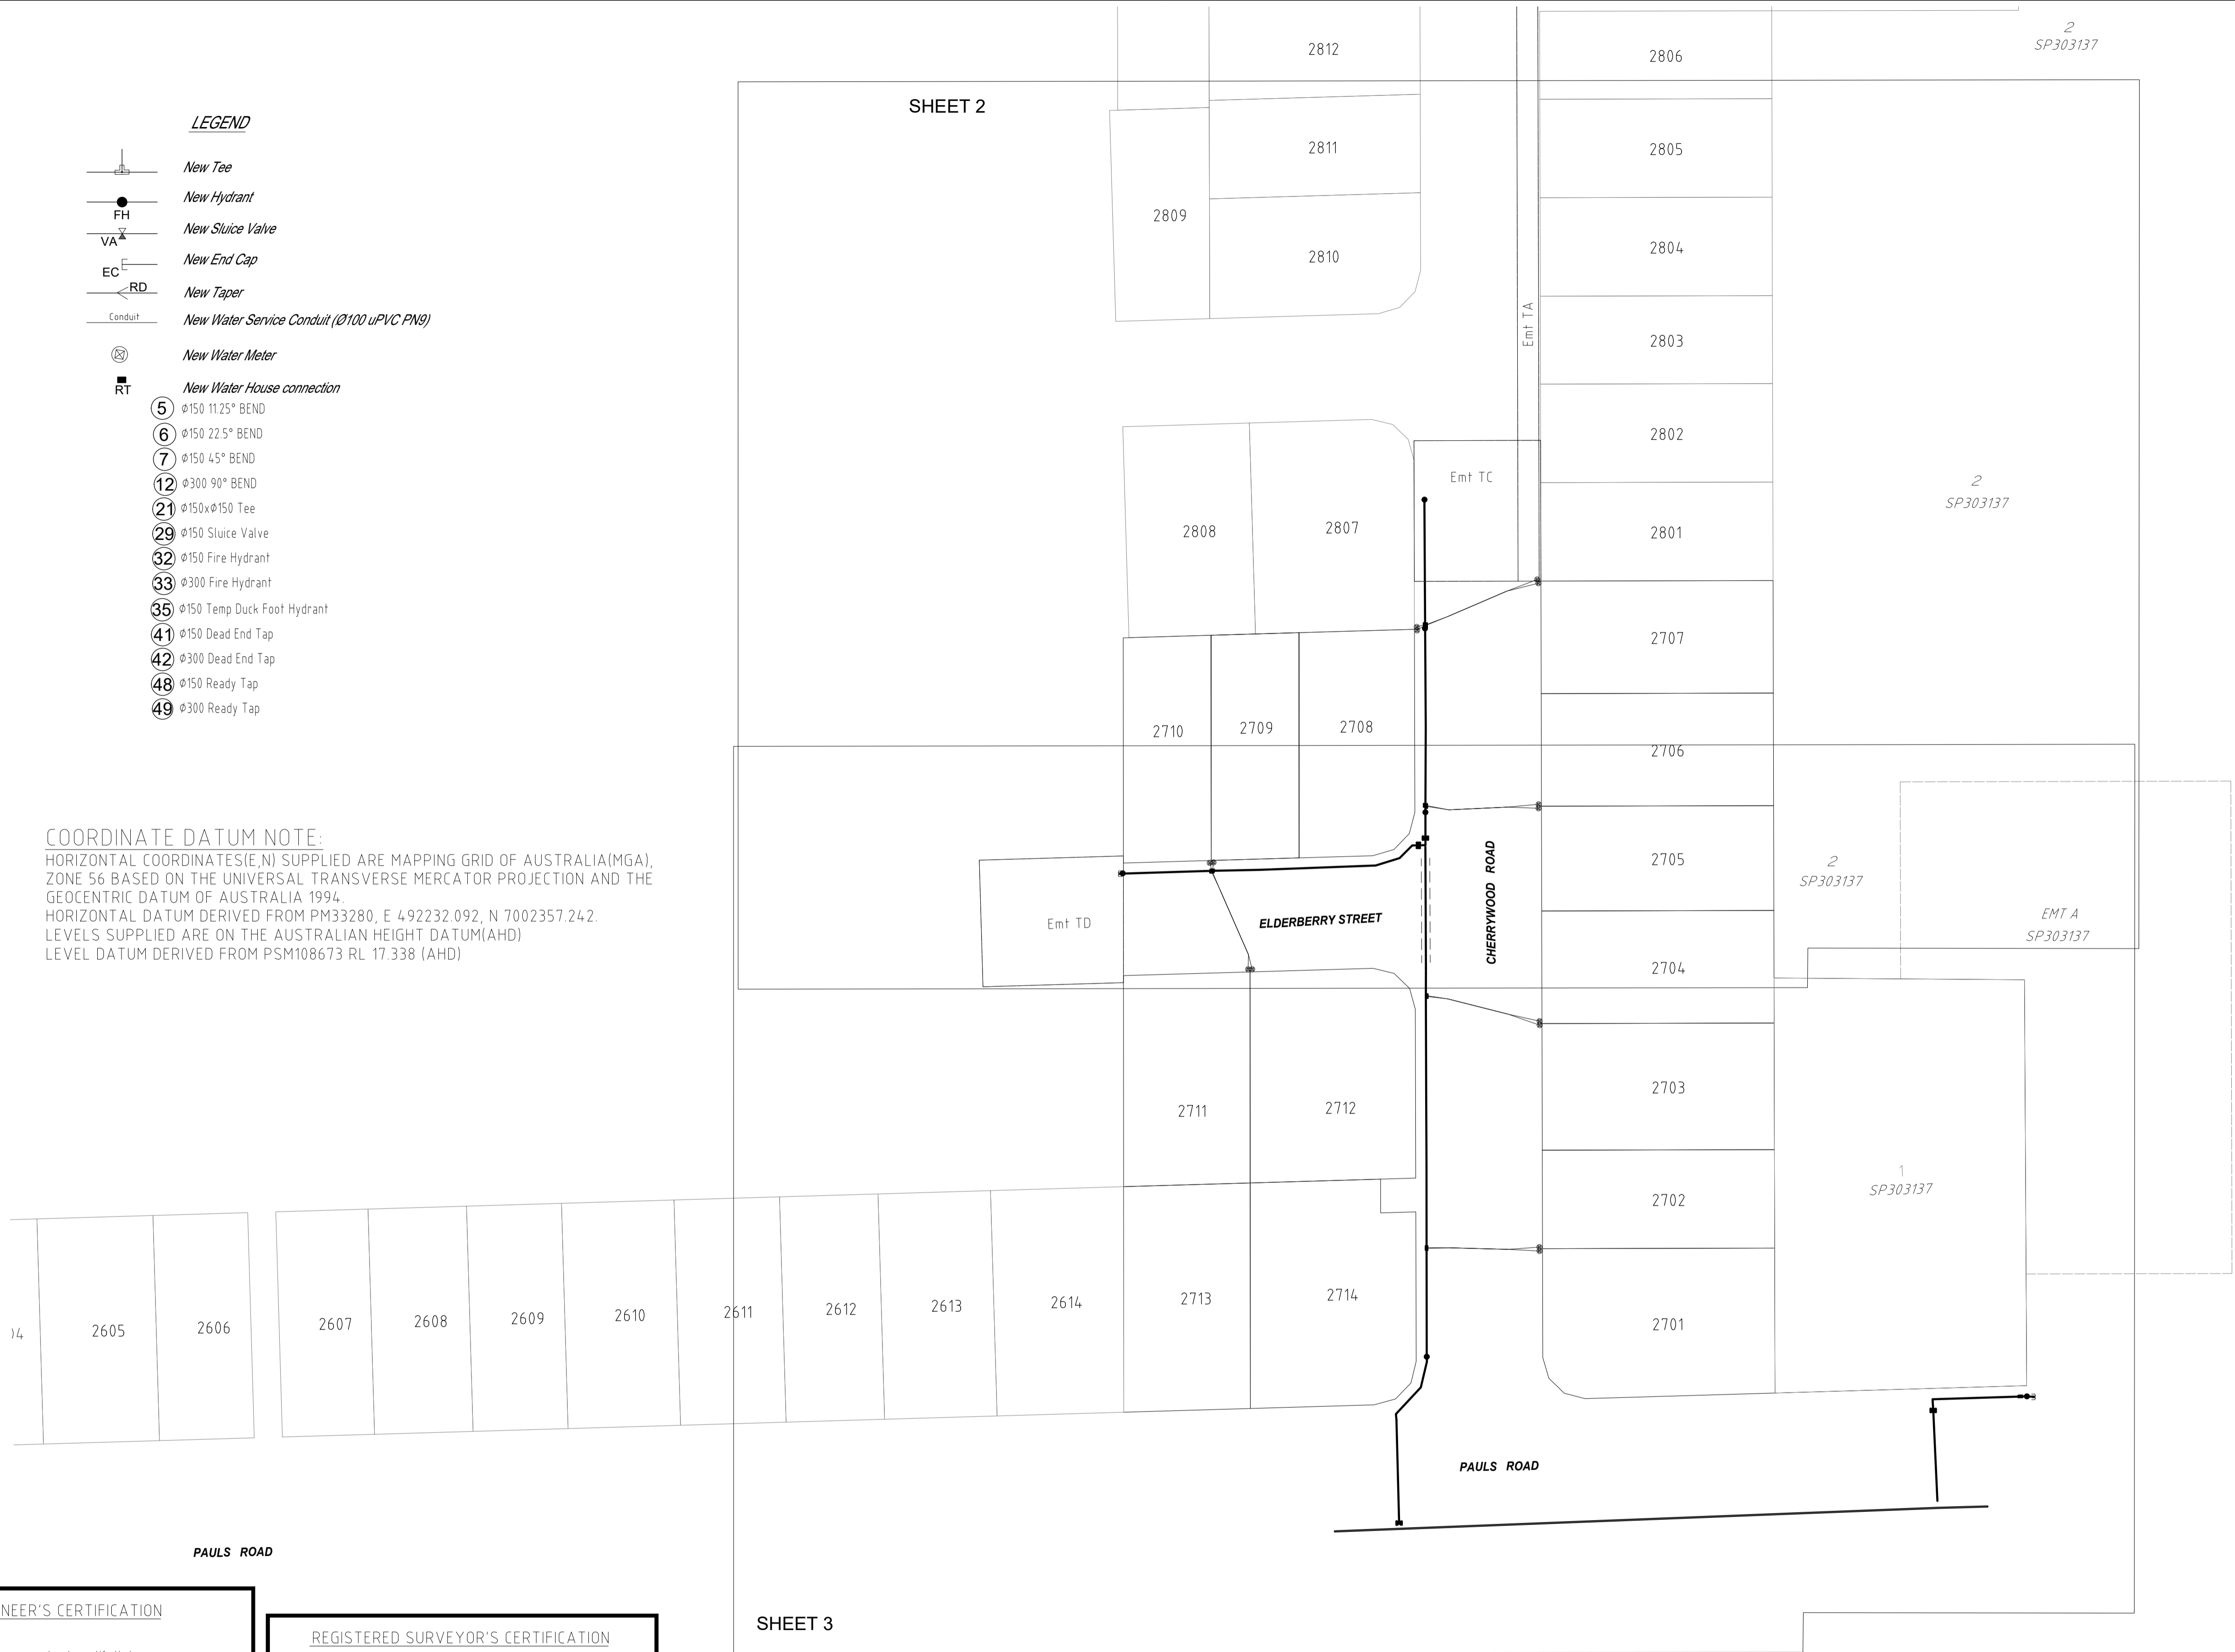 LEGEND
New Tee
New Hydrant
FH
New Sluice Valve
VA
New End Cap
EC
RD
New Taper
Conduit
New Water Service Conduit (Ø100 uPVC PN9)
New Water Meter
New Water House connection
RT
5 Ø150 11.25° BEND
6 Ø150 22.5° BEND
7 Ø150 45° BEND
12 Ø300 90° BEND
21 Ø150xØ150 Tee
29 Ø150 Sluice Valve
32 Ø150 Fire Hydrant
33 Ø300 Fire Hydrant
35 Ø150 Temp Duck Foot Hydrant
41 Ø150 Dead End Tap
42 Ø300 Dead End Tap
48 Ø150 Ready Tap
49 Ø300 Ready Tap
COORDINATE DATUM NOTE:
HORIZONTAL COORDINATES(E,N) SUPPLIED ARE MAPPING GRID OF AUSTRALIA(MGA),
ZONE 56 BASED ON THE UNIVERSAL TRANSVERSE MERCATOR PROJECTION AND THE
GEOCENTRIC DATUM OF AUSTRALIA 1994.
HORIZONTAL DATUM DERIVED FROM PM33280, E 492232.092, N 7002357.242.
LEVELS SUPPLIED ARE ON THE AUSTRALIAN HEIGHT DATUM(AHD)
LEVEL DATUM DERIVED FROM PSM108673 RL 17.338 (AHD)
SHEET 2
2812
2811
2809
2810
2806
2805
2804
2803
2802
2801
Emt TA
Emt TC
2808
2807
2
SP303137
2
SP303137
2710
2709
2708
2707
2706
2705
2704
2703
2702
2701
2
SP303137
EMT A
SP303137
1
SP303137
Emt TD
ELDERBERRY STREET
CHERRYWOOD ROAD
2711
2712
2605
2606
2607
2608
2609
2610
2611
2612
2613
2614
2713
2714
PAULS ROAD
PAULS ROAD
NEER'S CERTIFICATION
REGISTERED SURVEYOR'S CERTIFICATION
SHEET 3